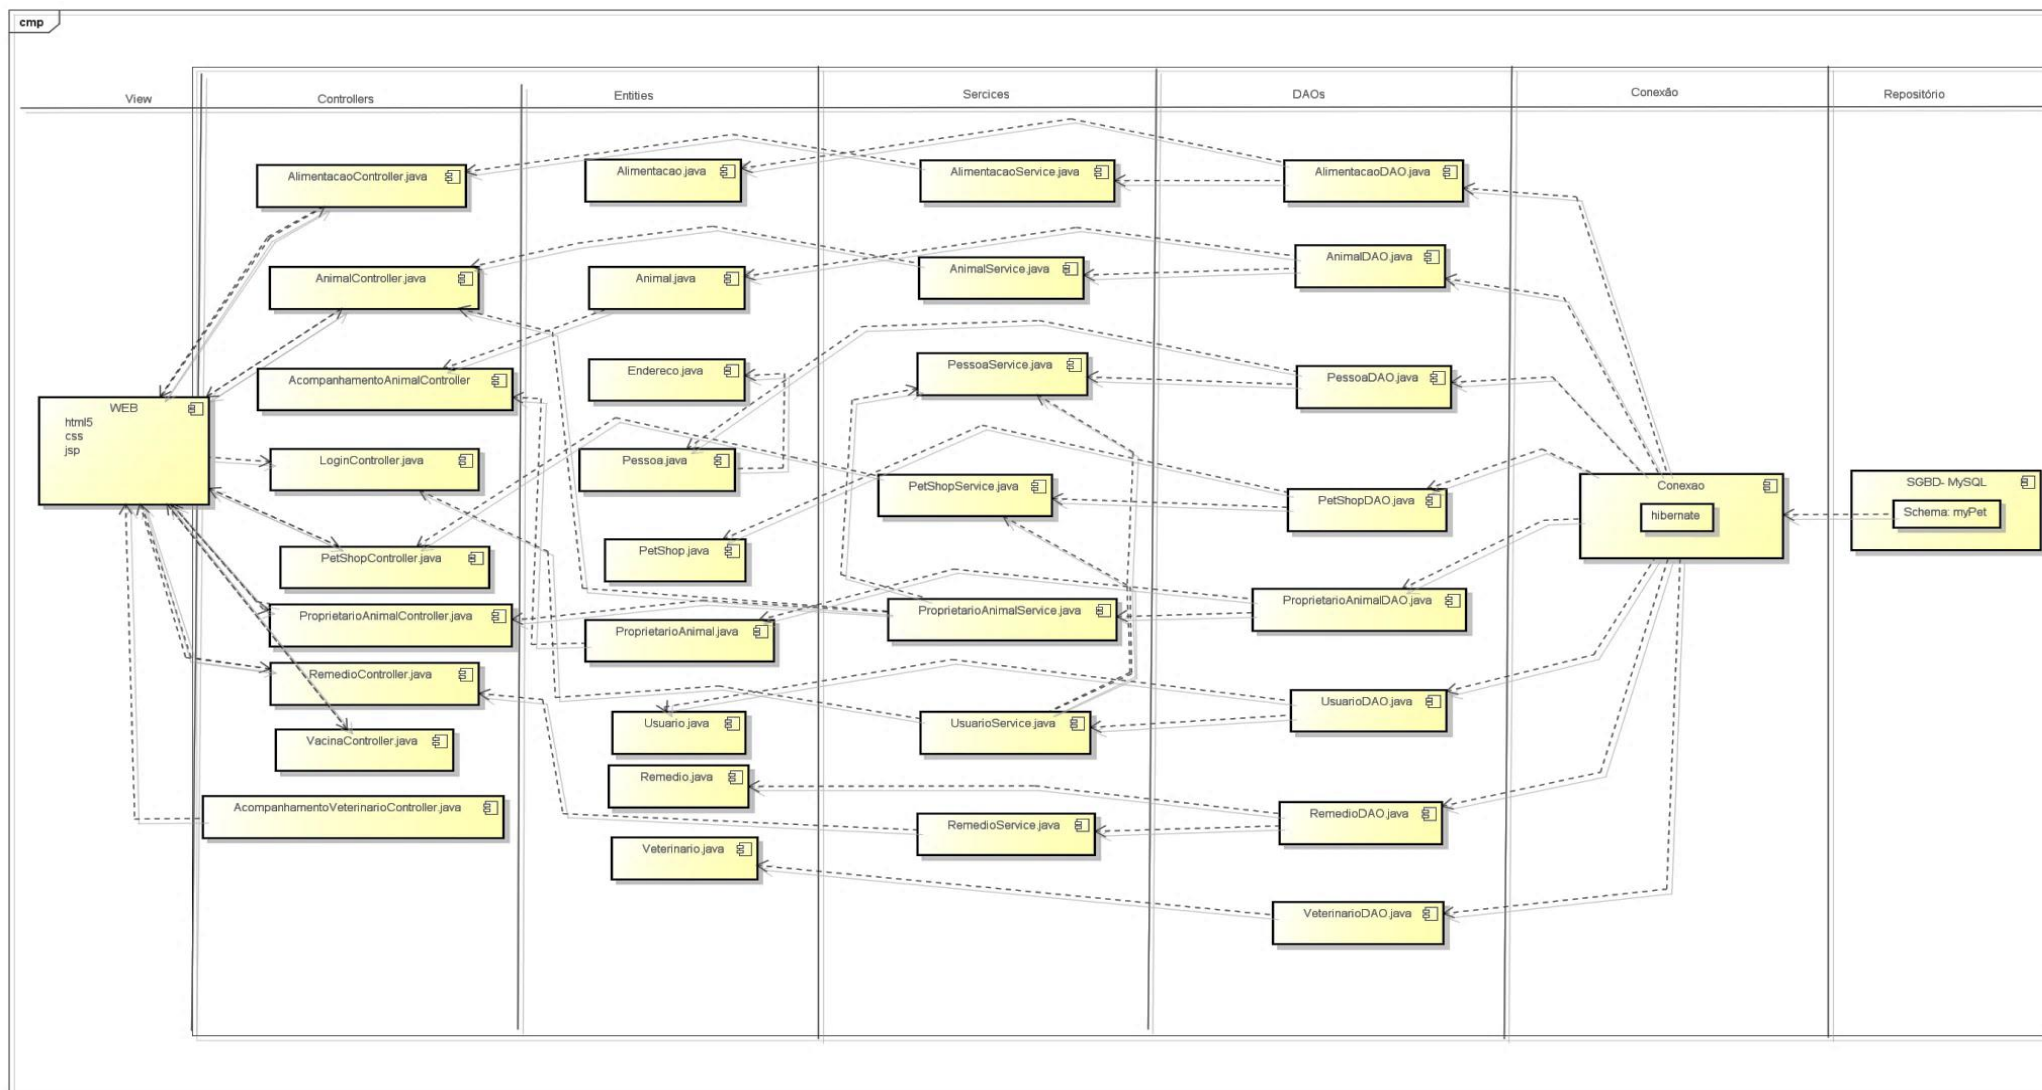 cmp
View
Controllers
Entities
Sercices
DAOs
Conexão
Repositório
AlimentacaoController.java
AnimalController.java
AcompanhamentoAnimalController
WEB
html5
css
jsp
LoginController.java
PetShopController.java
ProprietarioAnimalController.java
RemedioController.java
VacinaController.java
AcompanhamentoVeterinarioController.java
Alimentacao.java
Animal.java
Endereco.java
Pessoa.java
PetShop.java
ProprietarioAnimal.java
Usuario.java
Remedio.java
Veterinario.java
AlimentacaoService.java
AnimalService.java
PessoaService.java
PetShopService.java
ProprietarioAnimalService.java
UsuarioService.java
RemedioService.java
AlimentacaoDAO.java
AnimalDAO.java
PessoaDAO.java
PetShopDAO.java
ProprietarioAnimalDAO.java
UsuarioDAO.java
RemedioDAO.java
VeterinarioDAO.java
Conexao
hibernate
SGBD- MySQL
Schema: myPet